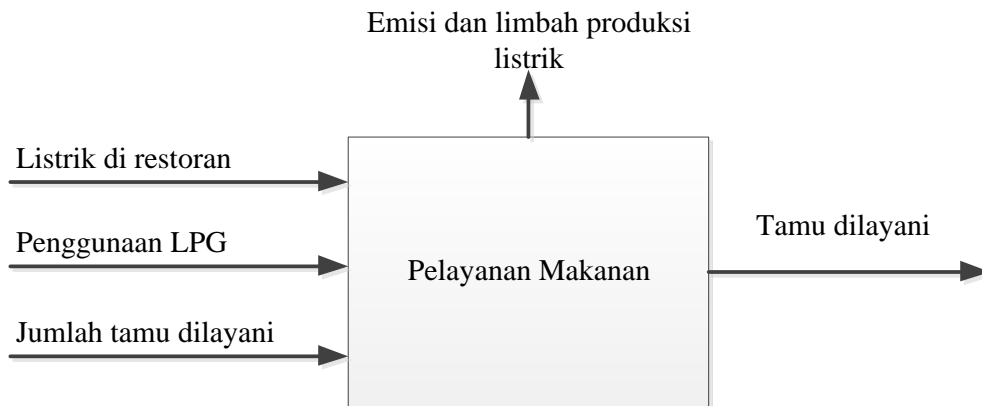 Emisi dan limbah produksi
listrik
Listrik di restoran
Penggunaan LPG
Jumlah tamu dilayani
Pelayanan Makanan
Tamu dilayani